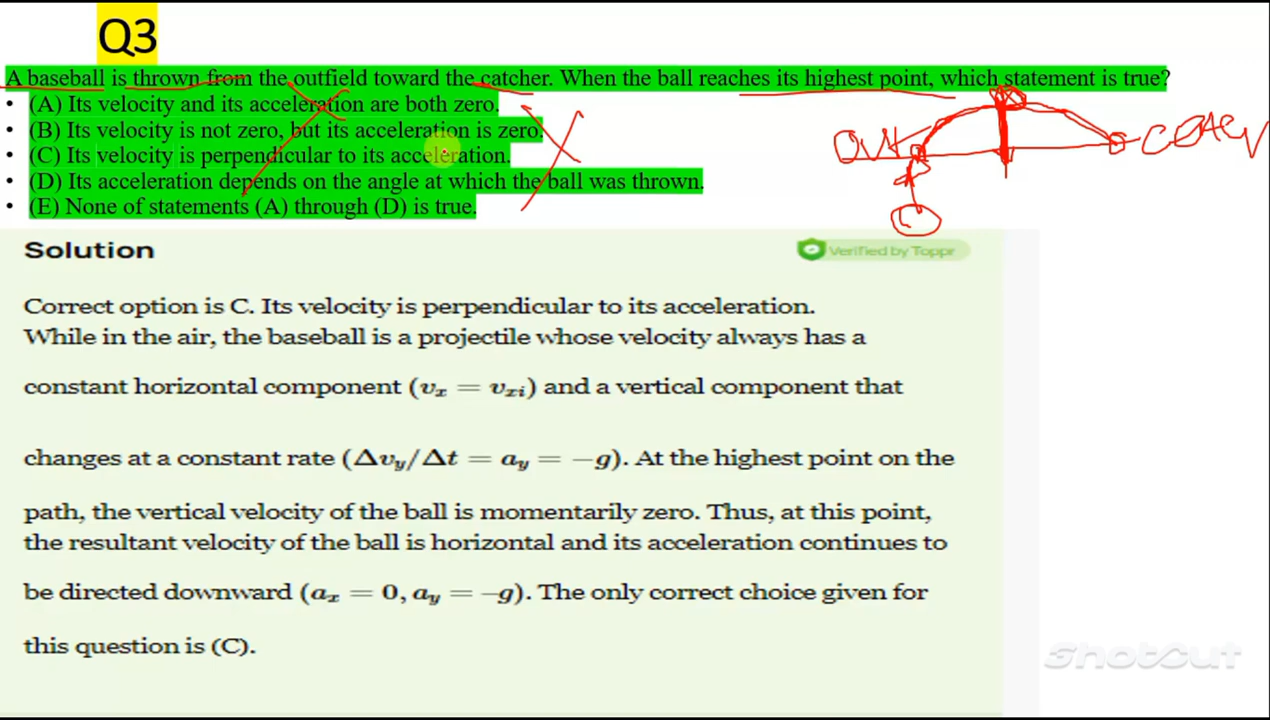 Q3
A baseball is thrown from the outfield toward the catcher. When the ball reaches its highest point, which statement is true?
• (A) Its velocity and its acceleration are both zero.
• (B) Its velocity is not zero, but its acceleration is zero.
• (C) Its velocity is perpendicular to its acceleration.
• (D) Its acceleration depends on the angle at which the ball was thrown.
• (E) None of statements (A) through (D) is true.
Solution
Verified by Toppr
Correct option is C. Its velocity is perpendicular to its acceleration.
While in the air, the baseball is a projectile whose velocity always has a
constant horizontal component (vₓ = vₓᵢ) and a vertical component that
changes at a constant rate (Δv_y/Δt = a_y = −g). At the highest point on the
path, the vertical velocity of the ball is momentarily zero. Thus, at this point,
the resultant velocity of the ball is horizontal and its acceleration continues to
be directed downward (aₓ = 0, a_y = −g). The only correct choice given for
this question is (C).
Shotcut